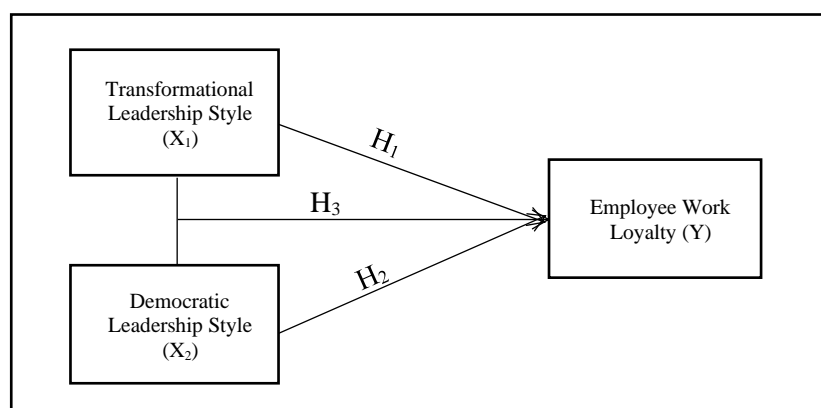 Transformational
Leadership Style
(X₁)
H₁
H₃
Employee Work
Loyalty (Y)
H₂
Democratic
Leadership Style
(X₂)